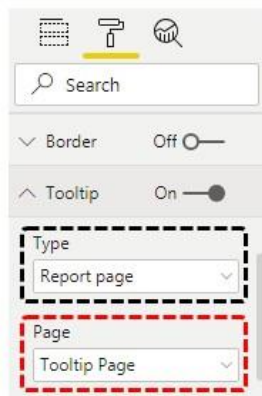 Search
Border Off
Tooltip On
Type
Report page
Page
Tooltip Page